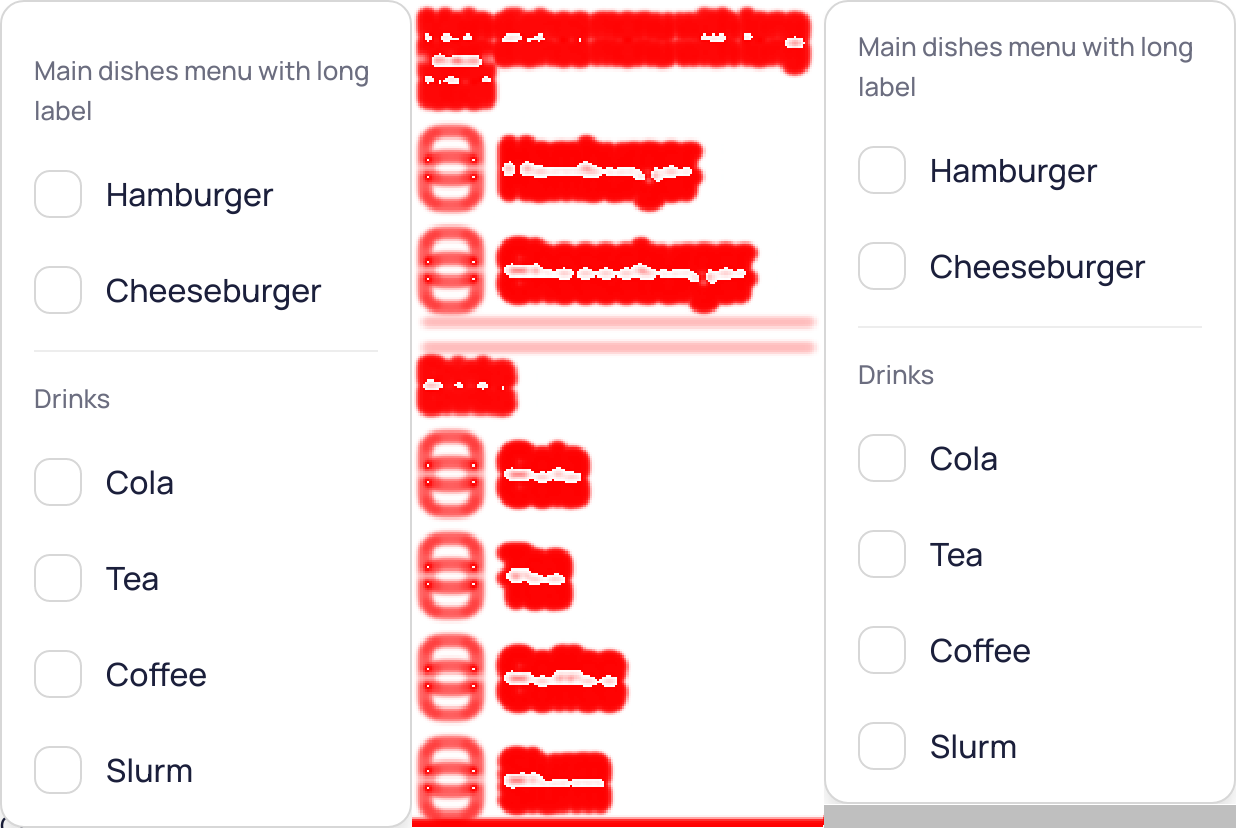 Main dishes menu with long
label
Hamburger
Cheeseburger
Drinks
Cola
Tea
Coffee
Slurm
Main dishes menu with long
label
Hamburger
Cheeseburger
Drinks
Cola
Tea
Coffee
Slurm